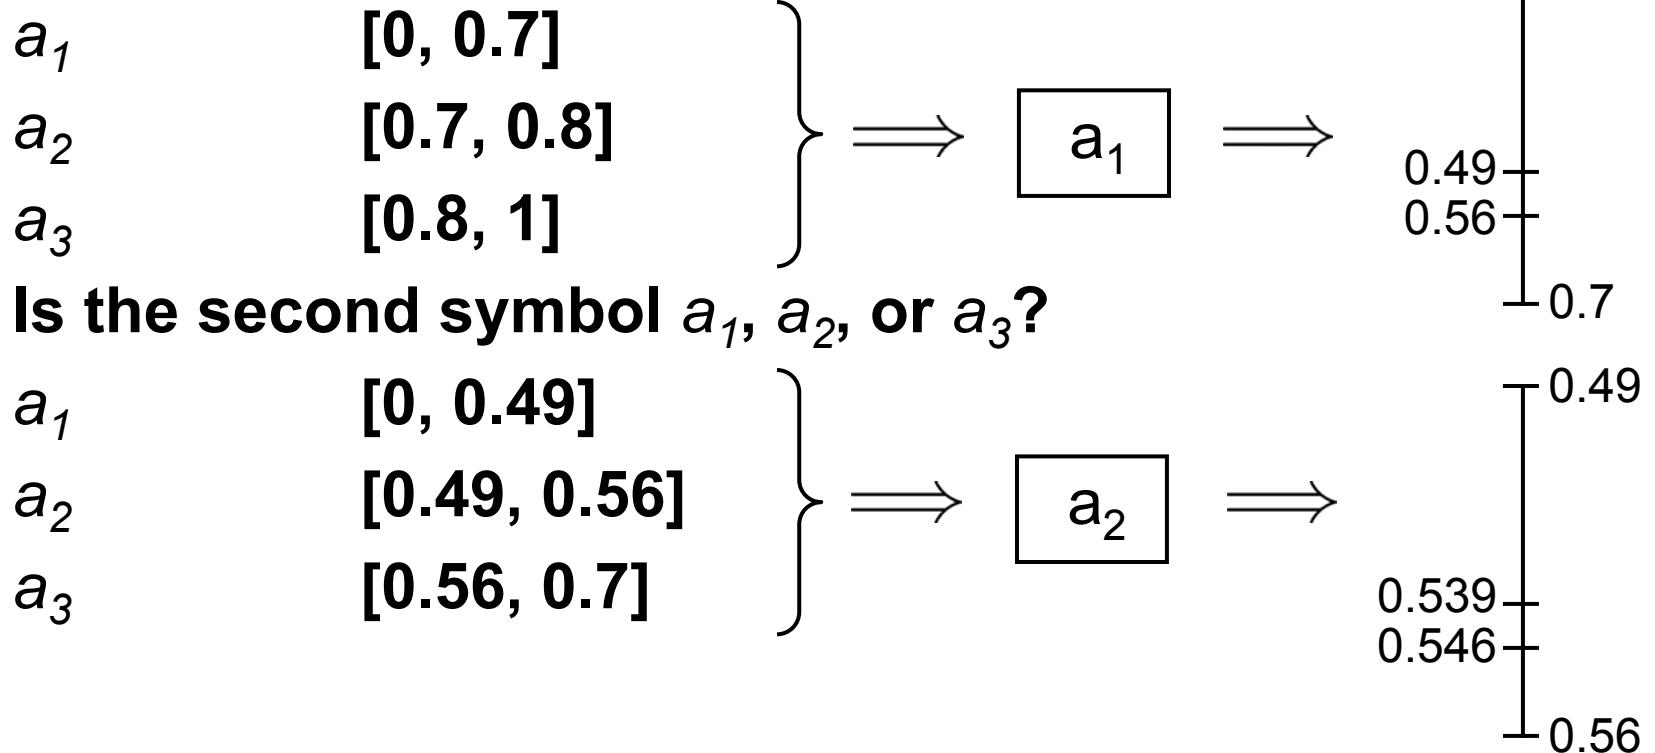 a1 [0, 0.7]
a2 [0.7, 0.8] ⟹ a1 ⟹ 0.49
a3 [0.8, 1] 0.56
Is the second symbol a1, a2, or a3? 0.7
a1 [0, 0.49] 0.49
a2 [0.49, 0.56] ⟹ a2 ⟹
a3 [0.56, 0.7] 0.539
0.546
0.56